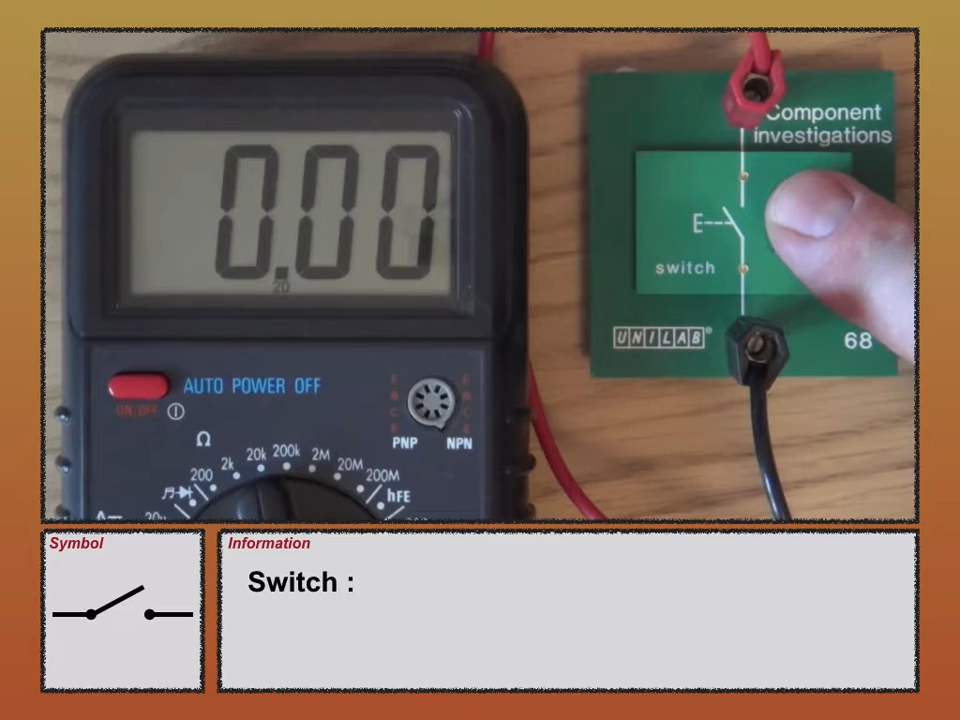 0.00
20
AUTO POWER OFF
ON/OFF
Ω
PNP
NPN
200
2k
20k
200k
2M
20M
200M
hFE
Component
investigations
E
switch
UNILAB®
68
Symbol
Information
Switch :